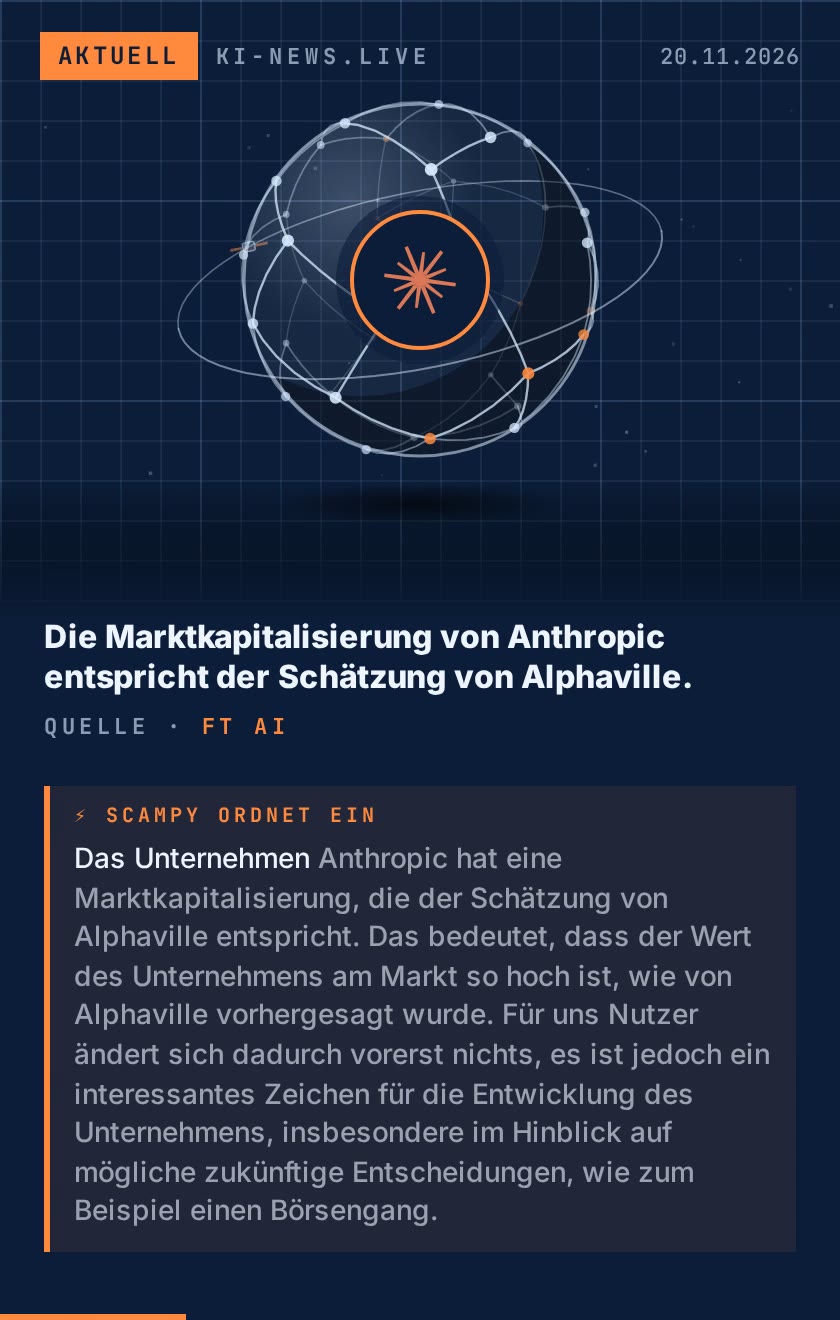 AKTUELL KI-NEWS.LIVE 20.11.2026
Die Marktkapitalisierung von Anthropic
entspricht der Schätzung von Alphaville.
QUELLE · FT AI
⚡ SCAMPY ORDNET EIN
Das Unternehmen Anthropic hat eine
Marktkapitalisierung, die der Schätzung von
Alphaville entspricht. Das bedeutet, dass der Wert
des Unternehmens am Markt so hoch ist, wie von
Alphaville vorhergesagt wurde. Für uns Nutzer
ändert sich dadurch vorerst nichts, es ist jedoch ein
interessantes Zeichen für die Entwicklung des
Unternehmens, insbesondere im Hinblick auf
mögliche zukünftige Entscheidungen, wie zum
Beispiel einen Börsengang.